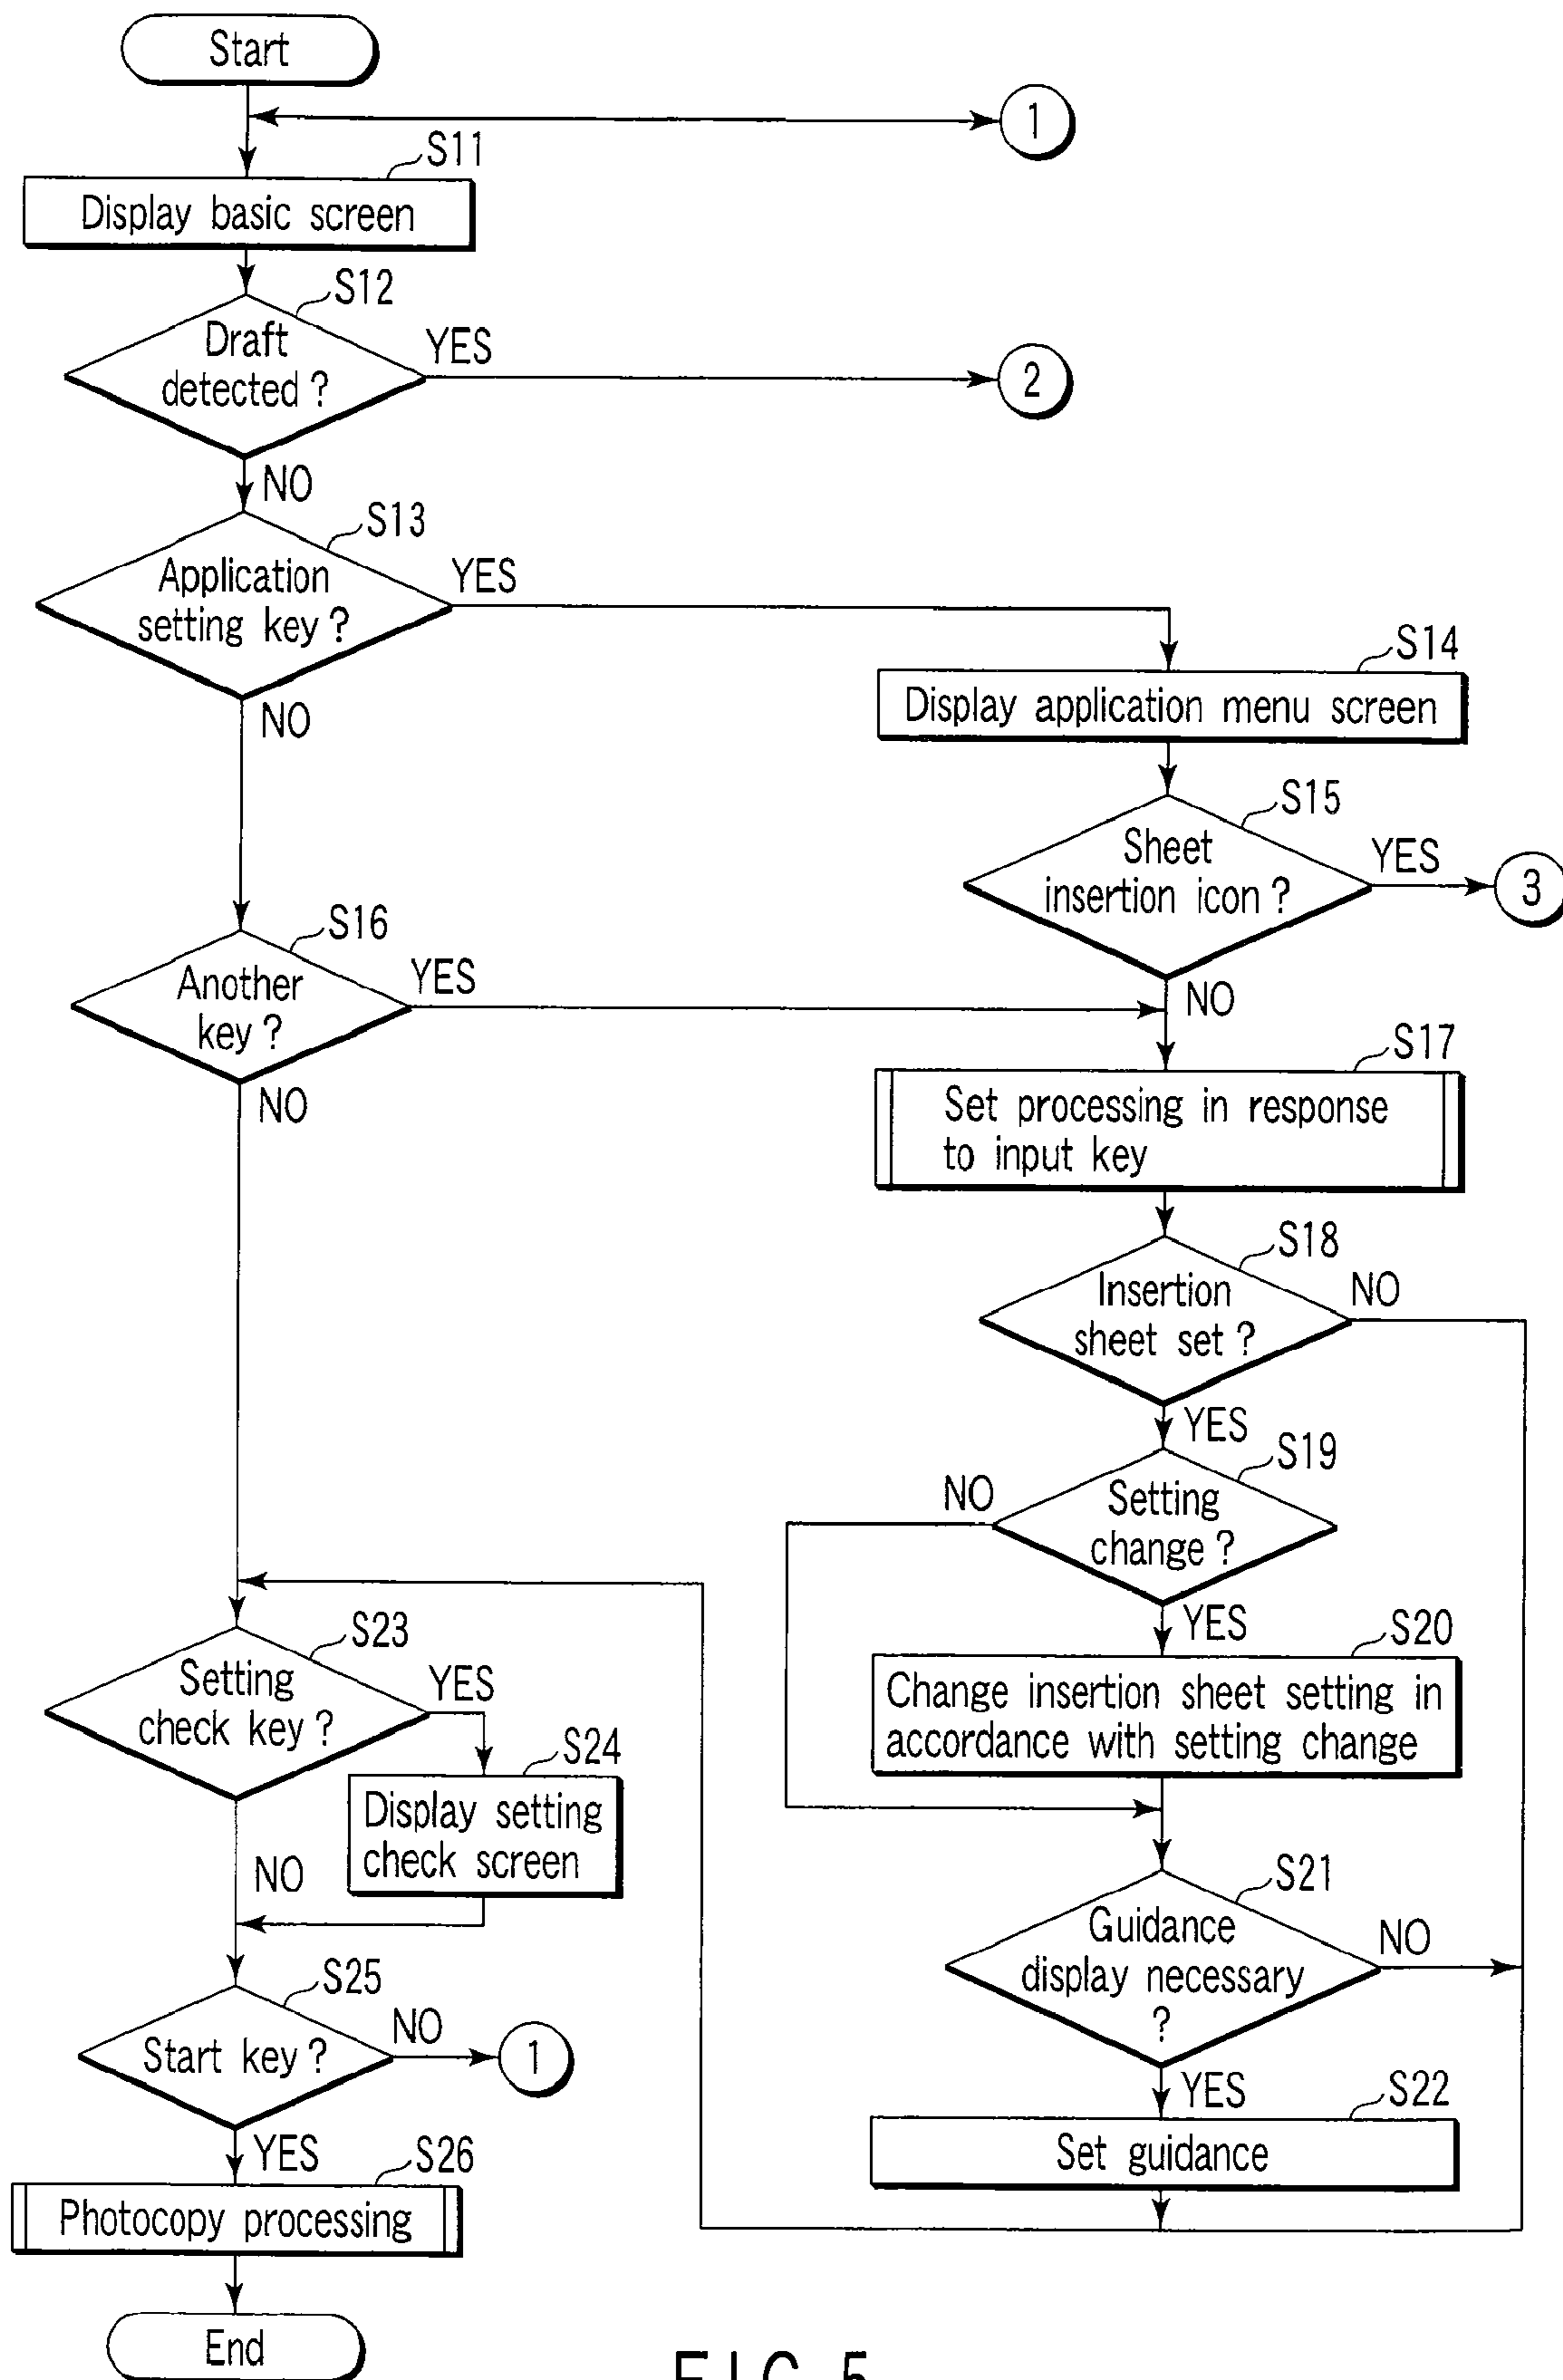 Start
1
S11
Display basic screen
S12
Draft
detected ?
YES
2
NO
S13
Application
setting key ?
YES
NO
S14
Display application menu screen
S15
Sheet
insertion icon ?
YES
3
NO
S16
Another
key ?
YES
NO
S17
Set processing in response
to input key
S18
Insertion
sheet set ?
NO
YES
S19
Setting
change ?
NO
YES
S20
Change insertion sheet setting in
accordance with setting change
S21
Guidance
display necessary
?
NO
YES
S22
Set guidance
S23
Setting
check key ?
YES
S24
Display setting
check screen
NO
S25
Start key ?
NO
1
YES
S26
Photocopy processing
End
FIG. 5